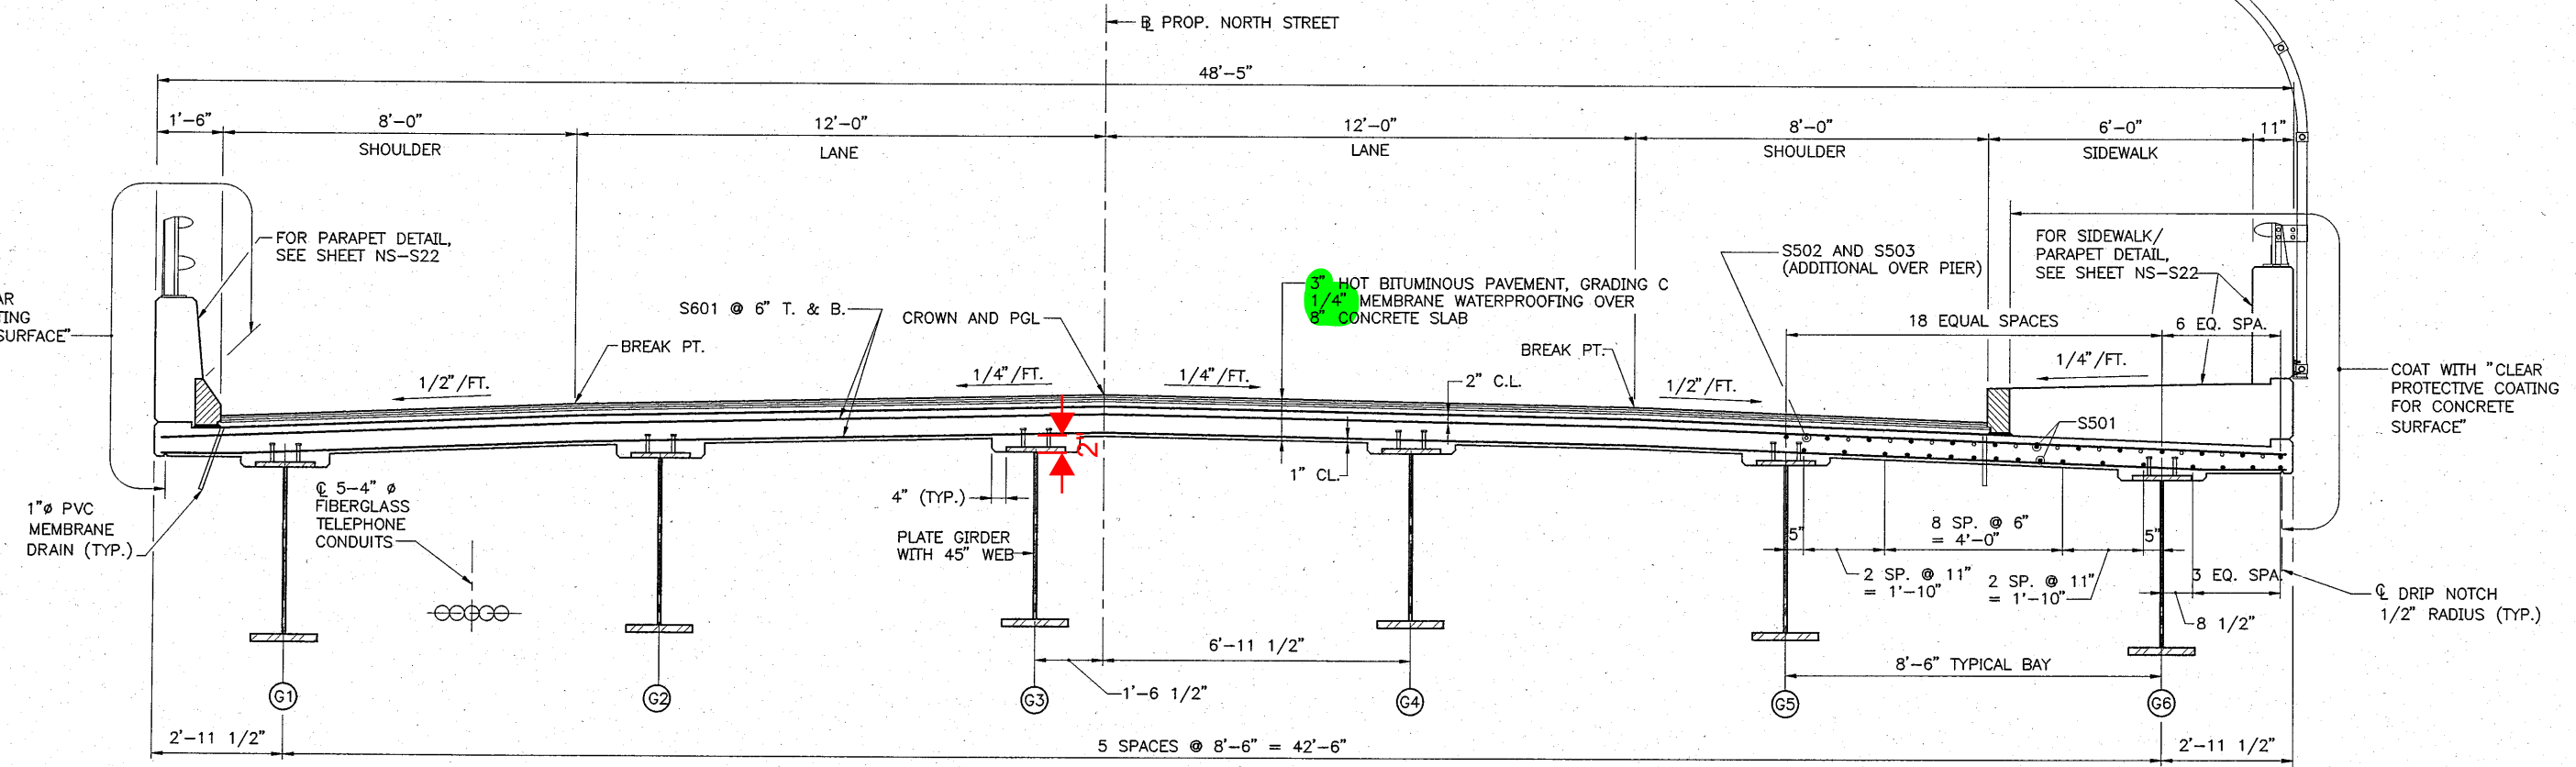 ℄ PROP. NORTH STREET
48'-5"
1'-6"
8'-0"
SHOULDER
12'-0"
LANE
12'-0"
LANE
8'-0"
SHOULDER
6'-0"
SIDEWALK
11"
FOR PARAPET DETAIL,
SEE SHEET NS-S22
AR
TING
SURFACE"
S601 @ 6" T. & B.
CROWN AND PGL
3" HOT BITUMINOUS PAVEMENT, GRADING C
1/4" MEMBRANE WATERPROOFING OVER
8" CONCRETE SLAB
S502 AND S503
(ADDITIONAL OVER PIER)
FOR SIDEWALK/
PARAPET DETAIL,
SEE SHEET NS-S22
18 EQUAL SPACES
6 EQ. SPA.
BREAK PT.
BREAK PT.
1/2"/FT.
1/4"/FT.
1/4"/FT.
2" C.L.
1/2"/FT.
1/4"/FT.
COAT WITH "CLEAR
PROTECTIVE COATING
FOR CONCRETE
SURFACE"
S501
2"
1" CL.
4" (TYP.)
1"ø PVC
MEMBRANE
DRAIN (TYP.)
℄ 5-4" ø
FIBERGLASS
TELEPHONE
CONDUITS
PLATE GIRDER
WITH 45" WEB
5"
8 SP. @ 6"
= 4'-0"
5"
2 SP. @ 11"
= 1'-10"
2 SP. @ 11"
= 1'-10"
3 EQ. SPA.
8 1/2"
℄ DRIP NOTCH
1/2" RADIUS (TYP.)
6'-11 1/2"
1'-6 1/2"
8'-6" TYPICAL BAY
G1
G2
G3
G4
G5
G6
2'-11 1/2"
5 SPACES @ 8'-6" = 42'-6"
2'-11 1/2"